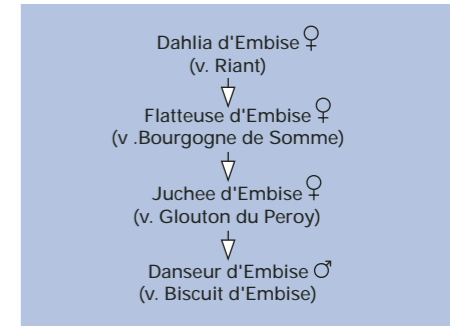 Dahlia d'Embise ♀
(v. Riant)
Flatteuse d'Embise ♀
(v .Bourgogne de Somme)
Juchee d'Embise ♀
(v. Glouton du Peroy)
Danseur d'Embise ♂
(v. Biscuit d'Embise)